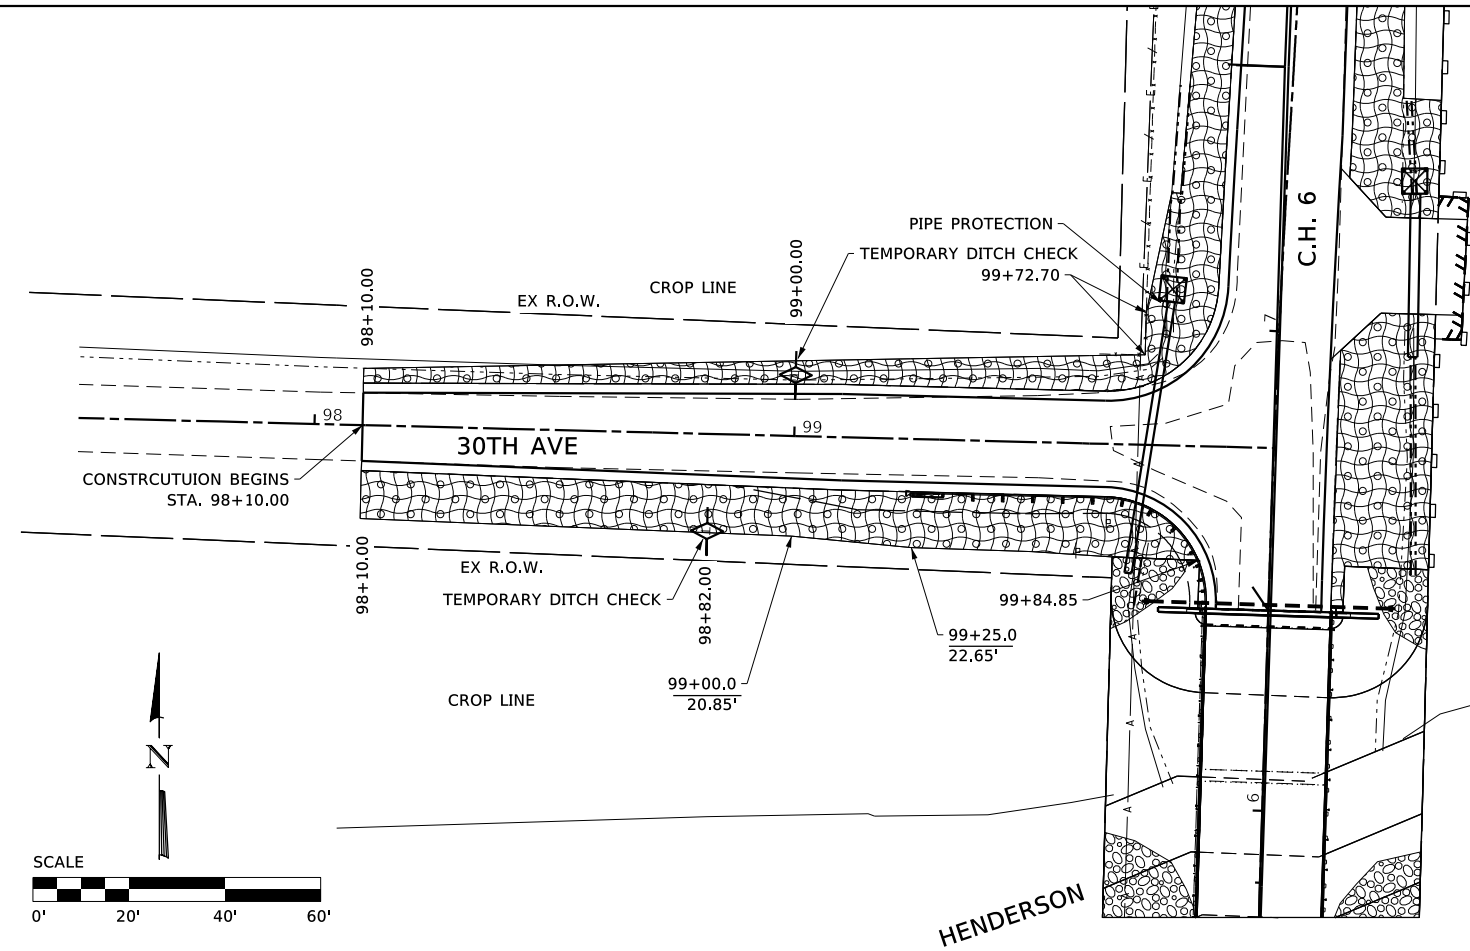 C.H. 6
PIPE PROTECTION
TEMPORARY DITCH CHECK
99+72.70
99+00.00
98+10.00
CROP LINE
EX R.O.W.
7
98
99
30TH AVE
CONSTRCUTUION BEGINS
STA. 98+10.00
98+10.00
EX R.O.W.
TEMPORARY DITCH CHECK
98+82.00
99+84.85
99+25.0
22.65'
99+00.0
20.85'
CROP LINE
N
6
A
A
A
A
E
E
E
SCALE
0'
20'
40'
60'
HENDERSON